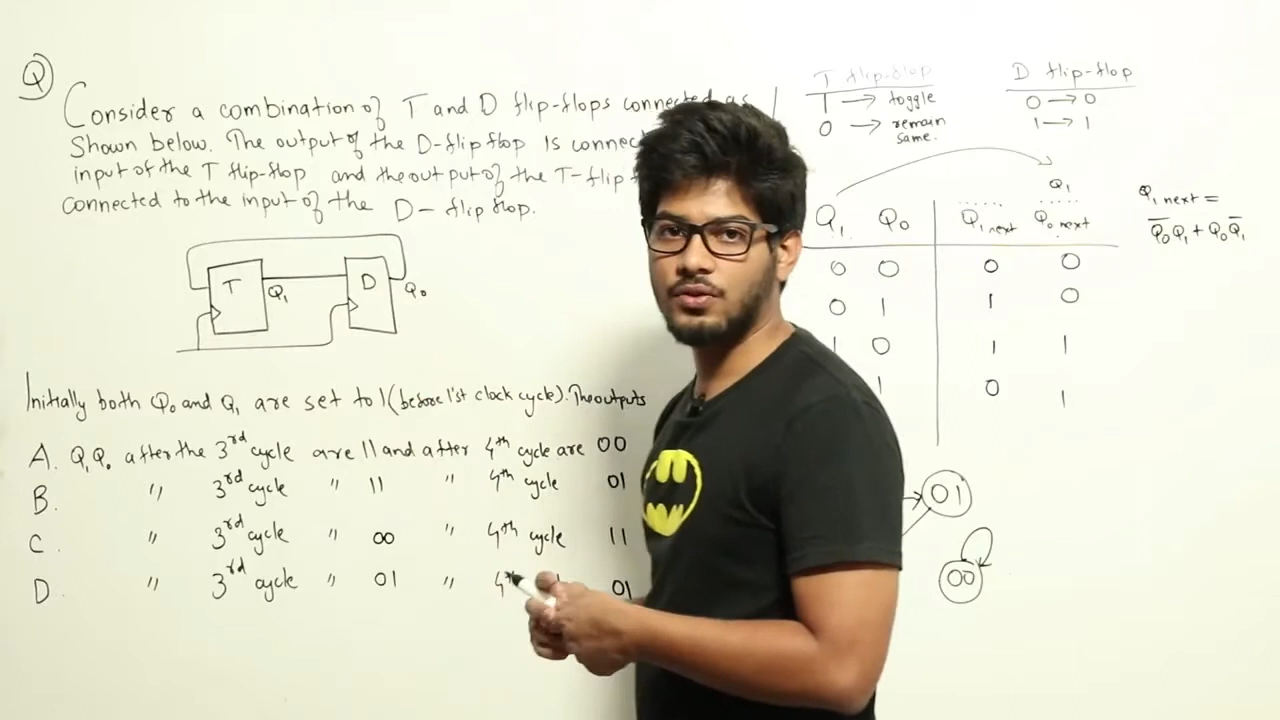 Q
Consider a combination of T and D flip-flops connected as
Shown below. The output of the D-flip flop is
input of the T flip-flop and the output of the T-flip
connected to the input of the D- flip flop.
T
Q₁
D
Q₀
Initially both Q₀ and Q₁ are set to 1 (before 1'st clock cycle). The outputs
A. Q₁Q₀ after the 3rd cycle are 11 and after 4th cycle are 00
B. " 3rd cycle " 11 " 4th cycle 01
C. " 3rd cycle " 00 " 4th cycle 11
D " 3rd cycle " 01 " 01
T flip-flop
1 → toggle
0 → remain
same.
D flip-flop
0 → 0
1 → 1
Q₁
Q₁ Q₀ Q₁ next Q₀ next
0 0 0 0
0 1 1 0
1 0 1 1
1 0 1
Q₁ next =
Q̅₀Q₁ + Q₀Q̅₁
01
00